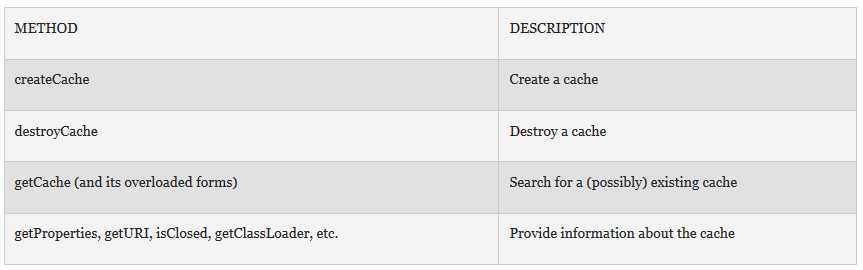 METHOD DESCRIPTION
createCache Create a cache
destroyCache Destroy a cache
getCache (and its overloaded forms) Search for a (possibly) existing cache
getProperties, getURI, isClosed, getClassLoader, etc. Provide information about the cache